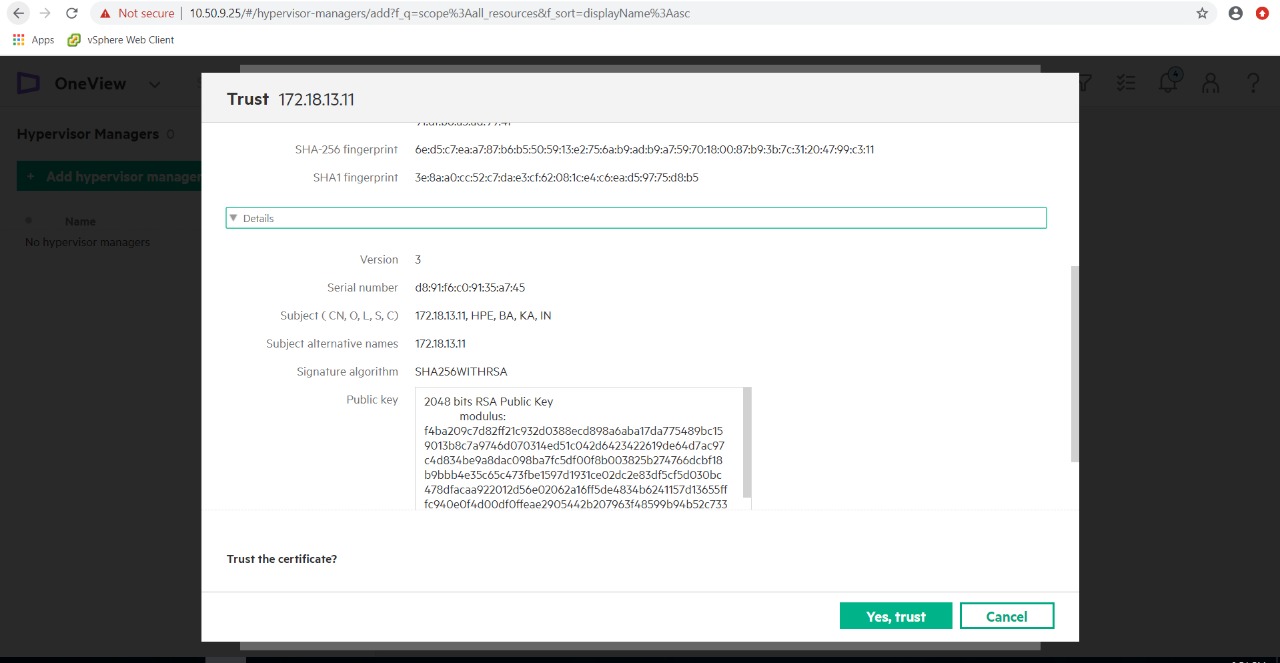 Not secure | 10.50.9.25/#/hypervisor-managers/add?f_q=scope%3Aall_resources&f_sort=displayName%3Aasc
Apps vSphere Web Client
OneView
4
?
Trust 172.18.13.11
Hypervisor Managers 0
SHA-256 fingerprint 6e:d5:c7:ea:a7:87:b6:b5:50:59:13:e2:75:6a:b9:ad:b9:a7:59:70:18:00:87:b9:3b:7c:31:20:47:99:c3:11
+ Add hypervisor manager
SHA1 fingerprint 3e:8a:a0:cc:52:c7:da:e3:cf:62:08:1c:e4:c6:ea:d5:97:75:d8:b5
Name
Details
No hypervisor managers
Version 3
Serial number d8:91:f6:c0:91:35:a7:45
Subject ( CN, O, L, S, C) 172.18.13.11, HPE, BA, KA, IN
Subject alternative names 172.18.13.11
Signature algorithm SHA256WITHRSA
Public key 2048 bits RSA Public Key
modulus:
f4ba209c7d82ff21c932d0388ecd898a6aba17da775489bc15
9013b8c7a9746d070314ed51c042d6423422619de64d7ac97
c4d834be9a8dac098ba7fc5df00f8b003825b274766dcbf18
b9bbb4e35c65c473fbe1597d1931ce02dc2e83df5cf5d030bc
478dfacaa922012d56e02062a16ff5de4834b6241157d13655ff
fc940e0f4d00df0ffeae2905442b207963f48599b94b52c733
Trust the certificate?
Yes, trust Cancel